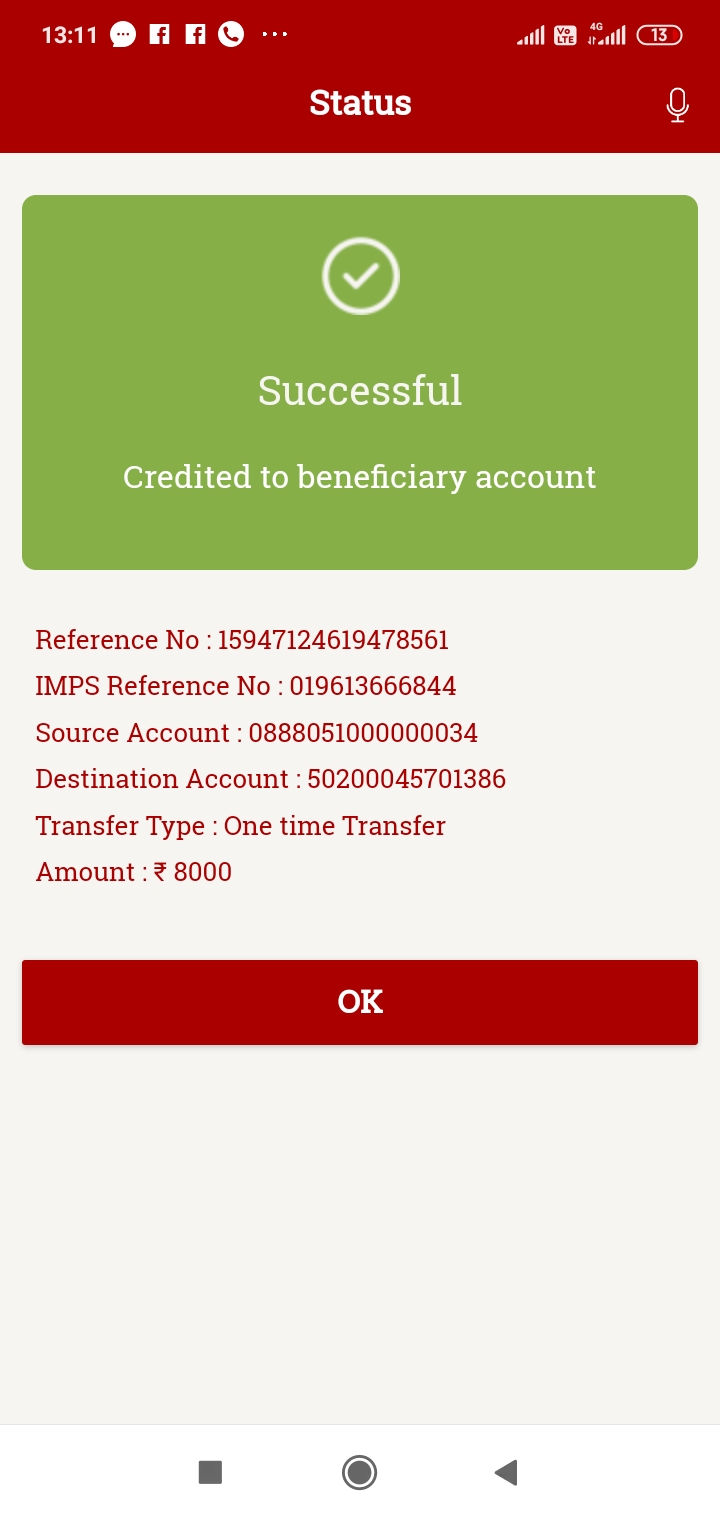 13:11 4G Vo LTE 13
Status
Successful
Credited to beneficiary account
Reference No : 15947124619478561
IMPS Reference No : 019613666844
Source Account : 0888051000000034
Destination Account : 50200045701386
Transfer Type : One time Transfer
Amount : ₹ 8000
OK